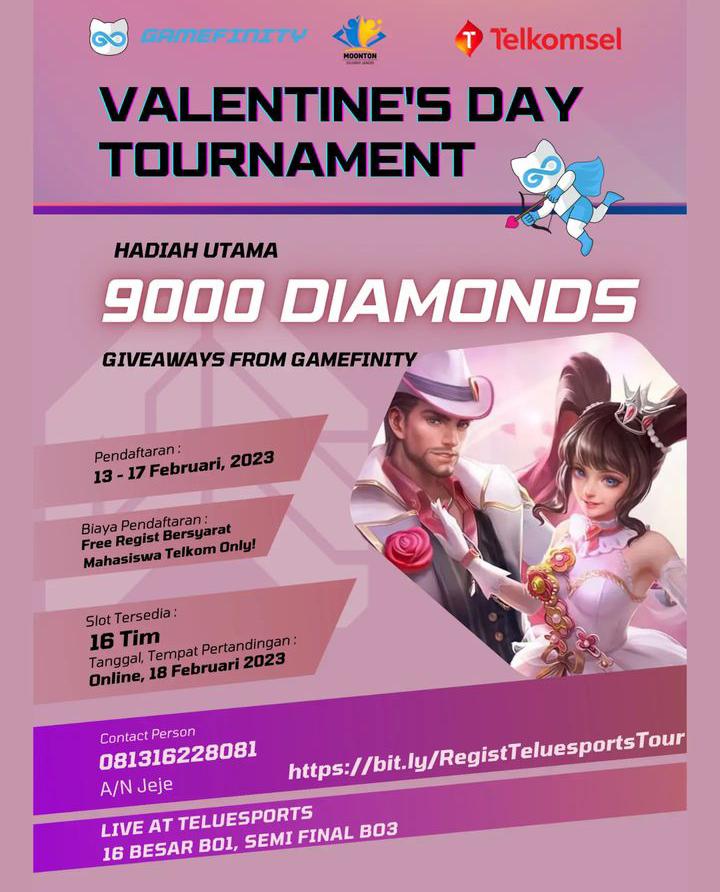 GAMEFINITY
MOONTON
Telkomsel
VALENTINE'S DAY
TOURNAMENT
HADIAH UTAMA
9000 DIAMONDS
GIVEAWAYS FROM GAMEFINITY
Pendaftaran :
13 - 17 Februari, 2023
Biaya Pendaftaran :
Free Regist Bersyarat
Mahasiswa Telkom Only!
Slot Tersedia :
16 Tim
Tanggal, Tempat Pertandingan :
Online, 18 Februari 2023
Contact Person
081316228081
A/N Jeje
https://bit.ly/RegistTeluesportsTour
LIVE AT TELUESPORTS
16 BESAR BO1, SEMI FINAL BO3